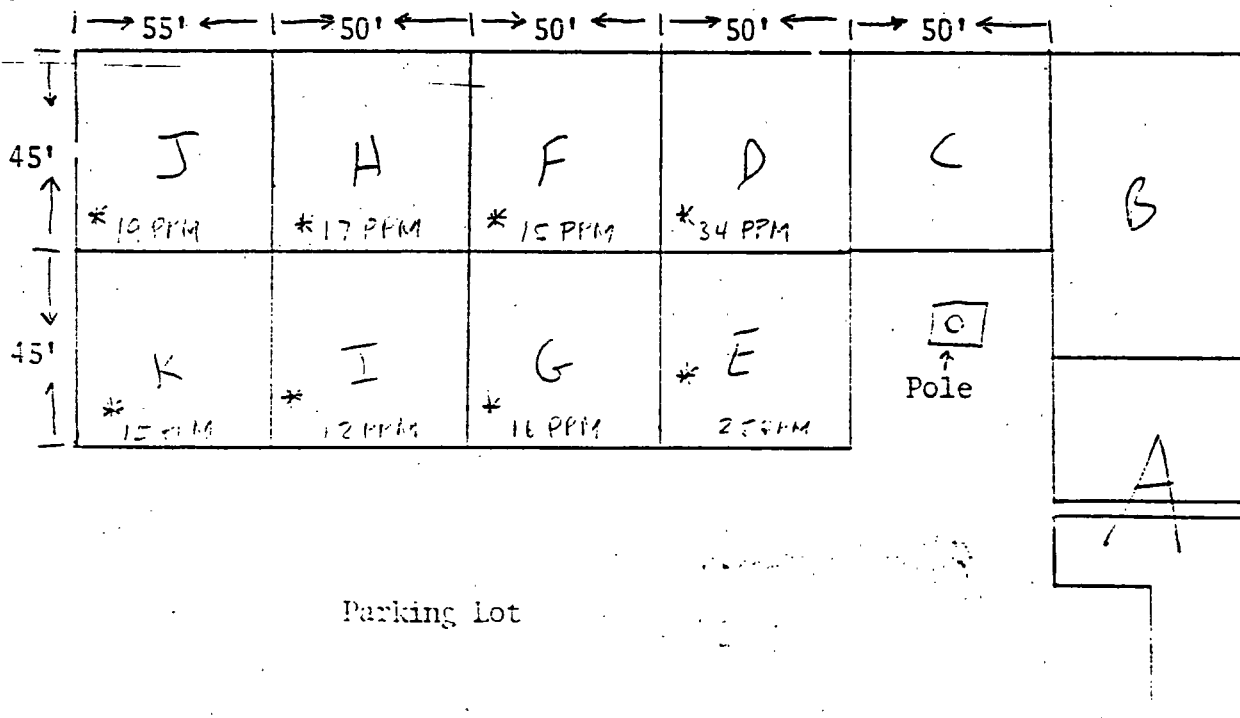 55' 50' 50' 50' 50'
45'
J H F D C
B
* 19 PPM * 17 PPM * 15 PPM * 34 PPM
45'
K I G E
Pole
* * 12 PPM * 16 PPM * PPM
A
Parking Lot